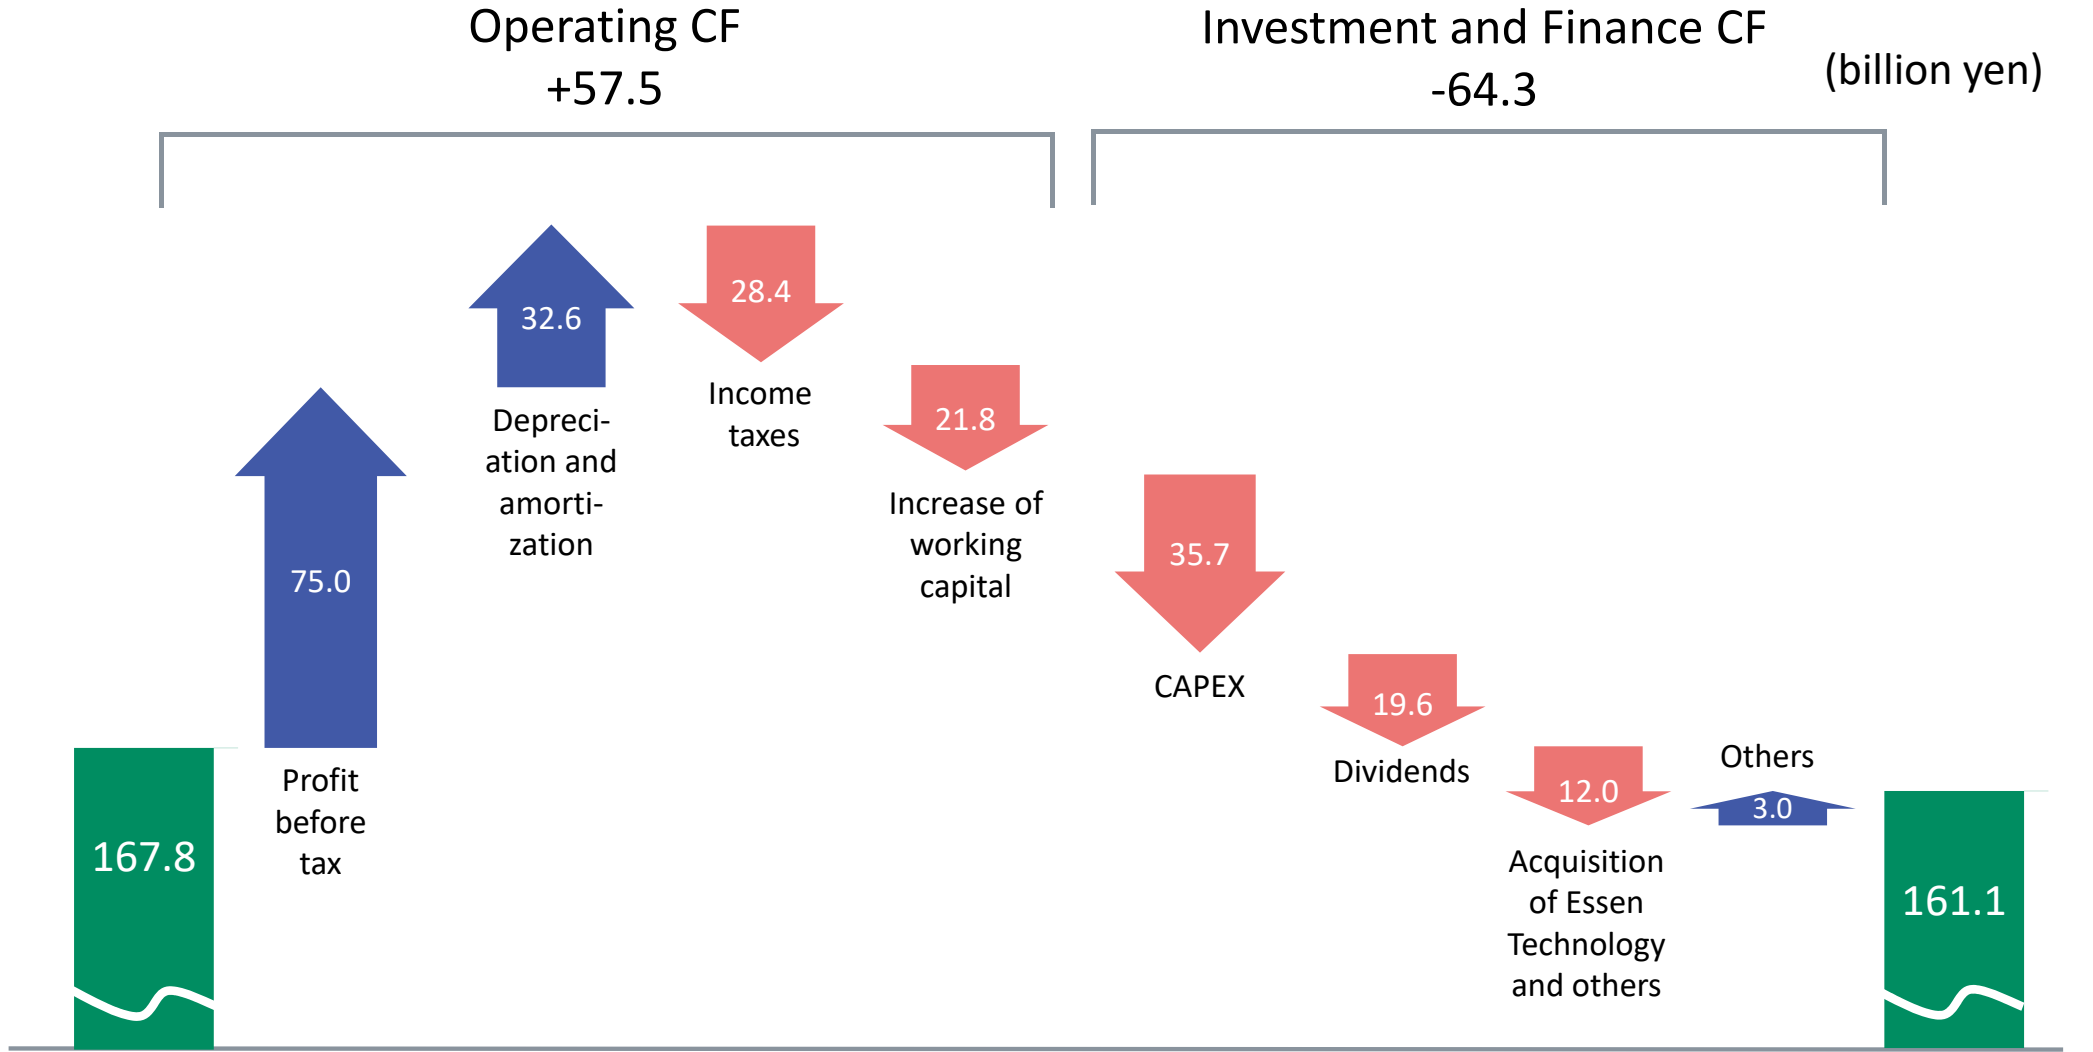 Operating CF
+57.5
Investment and Finance CF
-64.3
(billion yen)
167.8
75.0
Profit
before
tax
32.6
Depreci-
ation and
amorti-
zation
28.4
Income
taxes
21.8
Increase of
working
capital
35.7
CAPEX
19.6
Dividends
12.0
Acquisition
of Essen
Technology
and others
Others
3.0
161.1